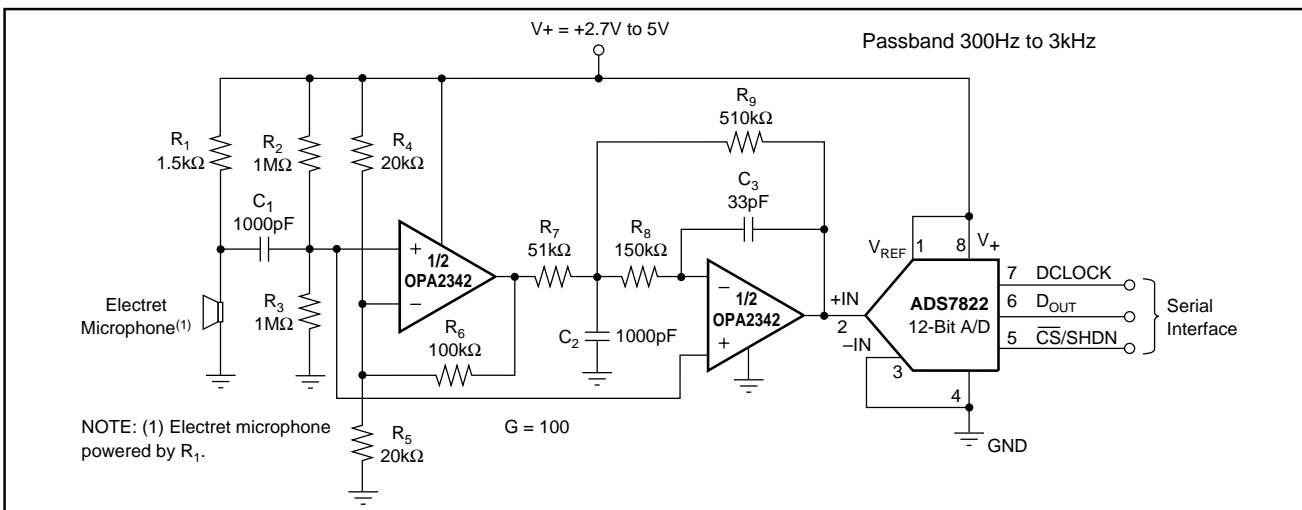 V+ = +2.7V to 5V
Passband 300Hz to 3kHz
R1
1.5kΩ
R2
1MΩ
R4
20kΩ
R9
510kΩ
C3
33pF
C1
1000pF
R7
51kΩ
R8
150kΩ
VREF
1
8
V+
+
1/2
OPA2342
–
–
1/2
OPA2342
+
7 DCLOCK
6 DOUT
5 CS/SHDN
Serial
Interface
+IN
2
–IN
3
ADS7822
12-Bit A/D
4
GND
Electret
Microphone(1)
R3
1MΩ
R6
100kΩ
C2
1000pF
R5
20kΩ
G = 100
NOTE: (1) Electret microphone
powered by R1.